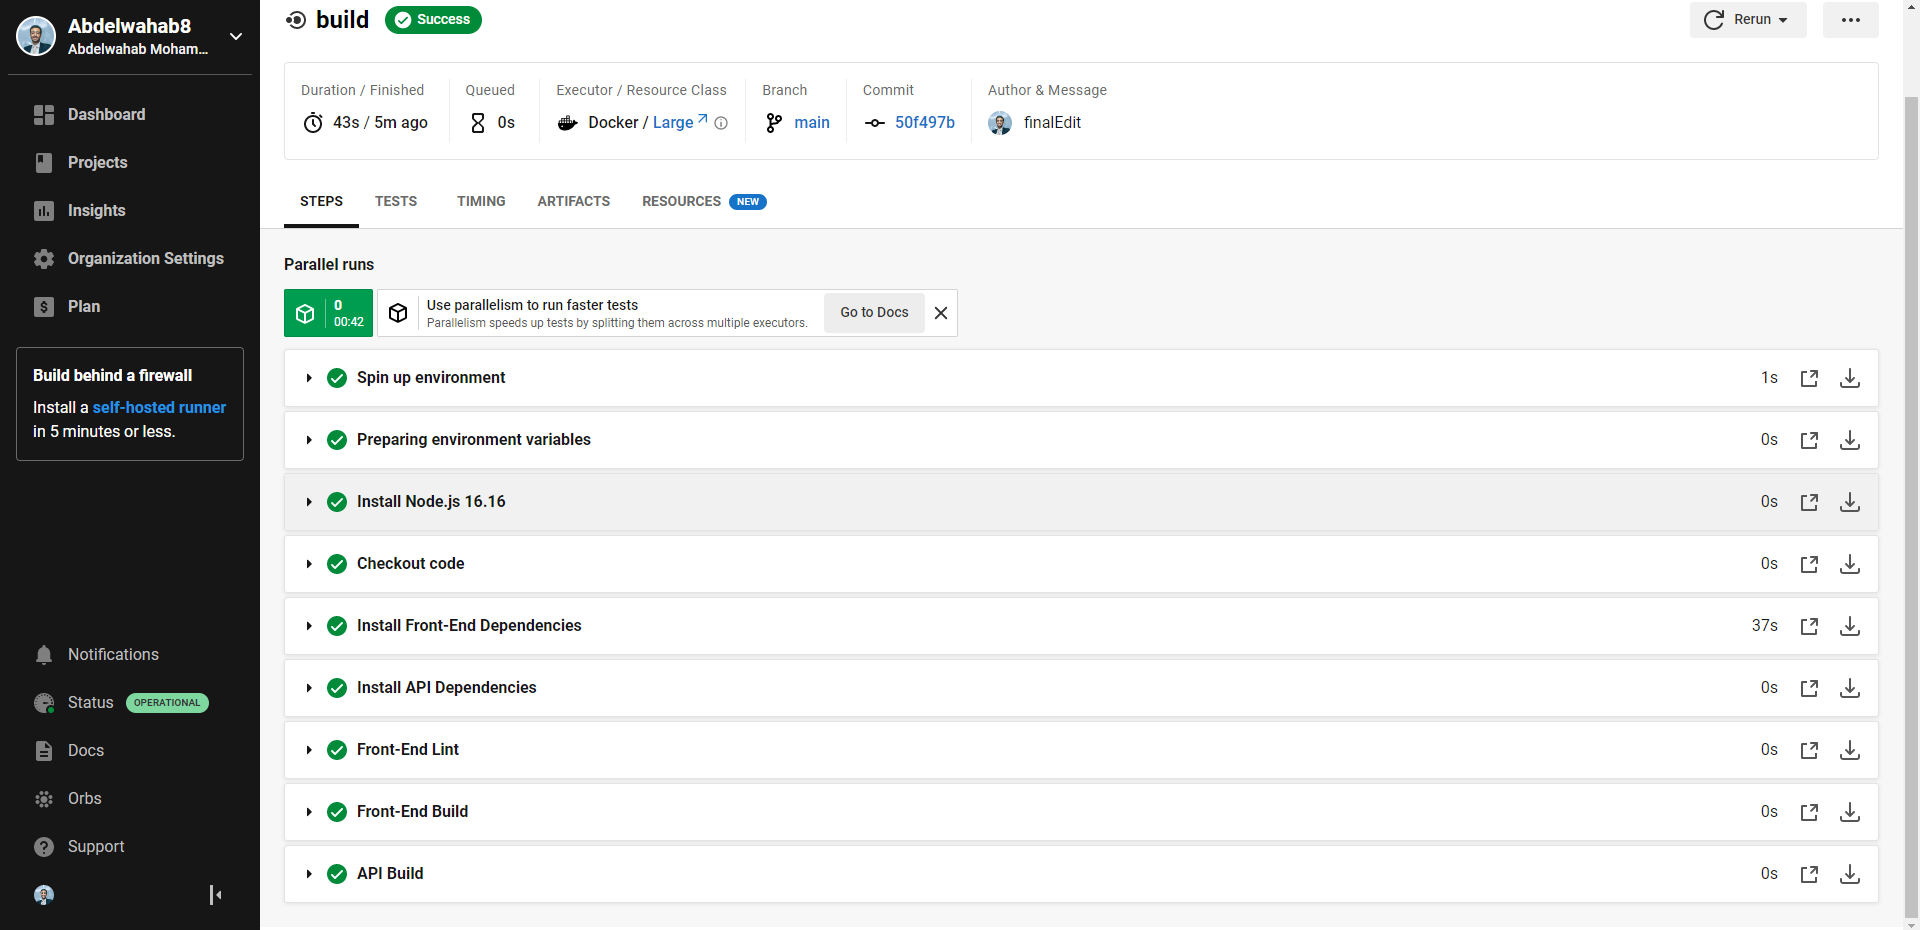 Abdelwahab8
Abdelwahab Moham...
Dashboard
Projects
Insights
Organization Settings
Plan
Build behind a firewall
Install a self-hosted runner
in 5 minutes or less.
Notifications
Status OPERATIONAL
Docs
Orbs
Support
build Success
Rerun
Duration / Finished
43s / 5m ago
Queued
0s
Executor / Resource Class
Docker / Large
Branch
main
Commit
50f497b
Author & Message
finalEdit
STEPS TESTS TIMING ARTIFACTS RESOURCES NEW
Parallel runs
0
00:42
Use parallelism to run faster tests
Parallelism speeds up tests by splitting them across multiple executors.
Go to Docs
Spin up environment 1s
Preparing environment variables 0s
Install Node.js 16.16 0s
Checkout code 0s
Install Front-End Dependencies 37s
Install API Dependencies 0s
Front-End Lint 0s
Front-End Build 0s
API Build 0s